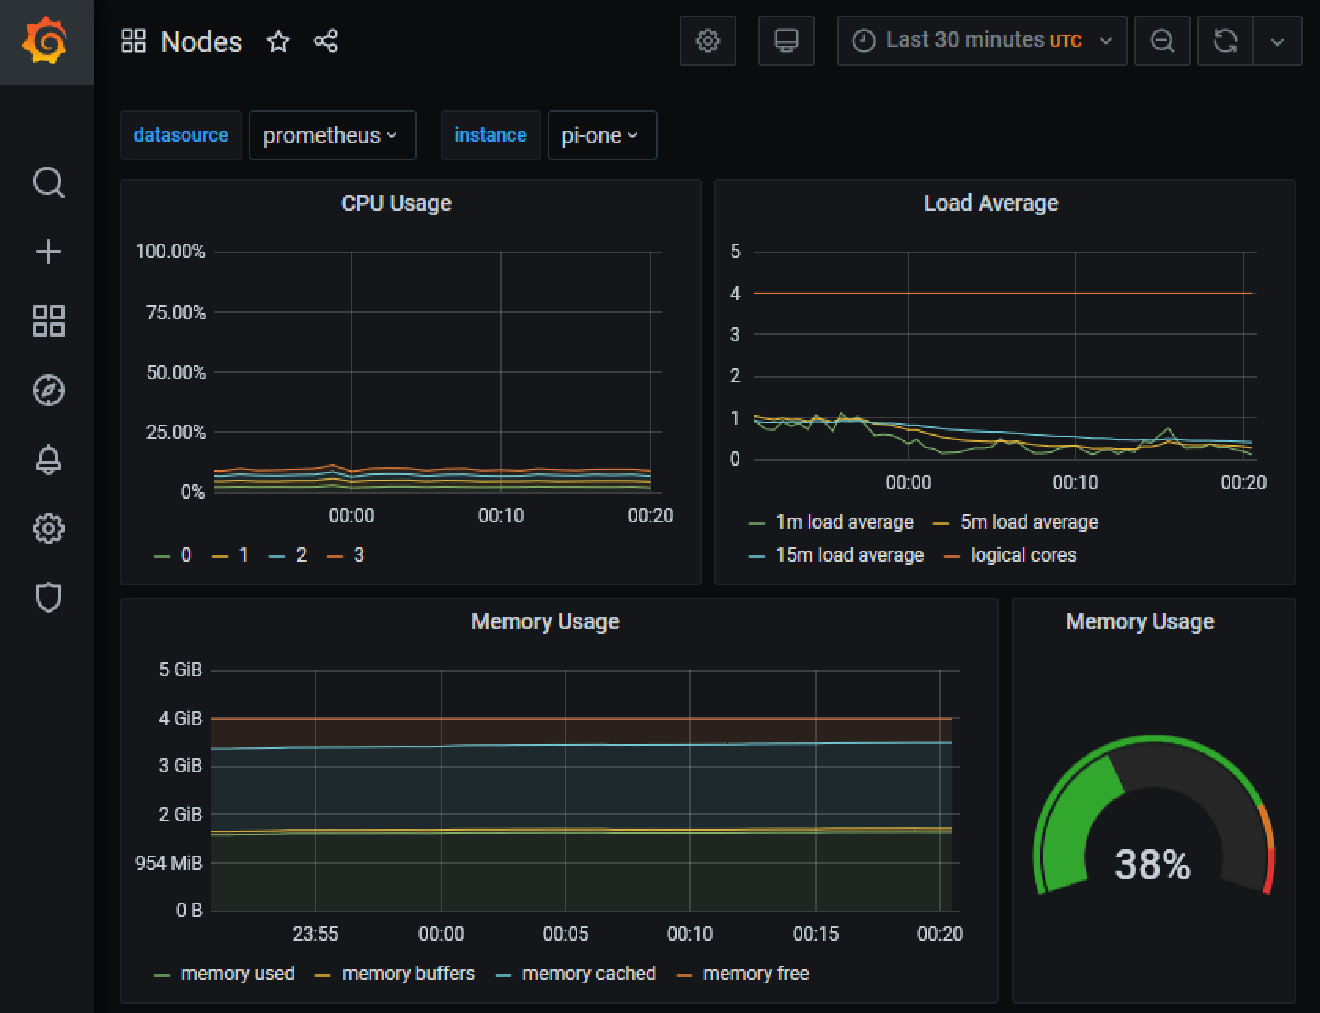 Nodes
Last 30 minutes UTC
datasource prometheus instance pi-one
CPU Usage
100.00%
75.00%
50.00%
25.00%
0%
00:00 00:10 00:20
0 1 2 3
Load Average
5
4
3
2
1
0
00:00 00:10 00:20
1m load average 5m load average
15m load average logical cores
Memory Usage
5 GiB
4 GiB
3 GiB
2 GiB
954 MiB
0 B
23:55 00:00 00:05 00:10 00:15 00:20
memory used memory buffers memory cached memory free
Memory Usage
38%